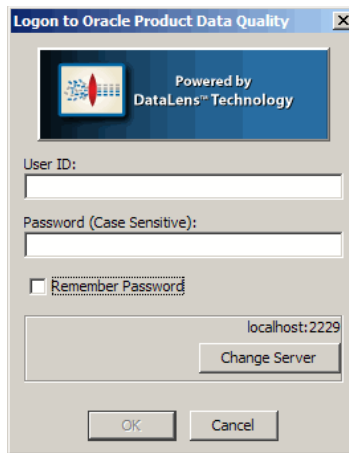 Logon to Oracle Product Data Quality
Powered by
DataLens™ Technology
User ID:
Password (Case Sensitive):
Remember Password
localhost:2229
Change Server
OK
Cancel